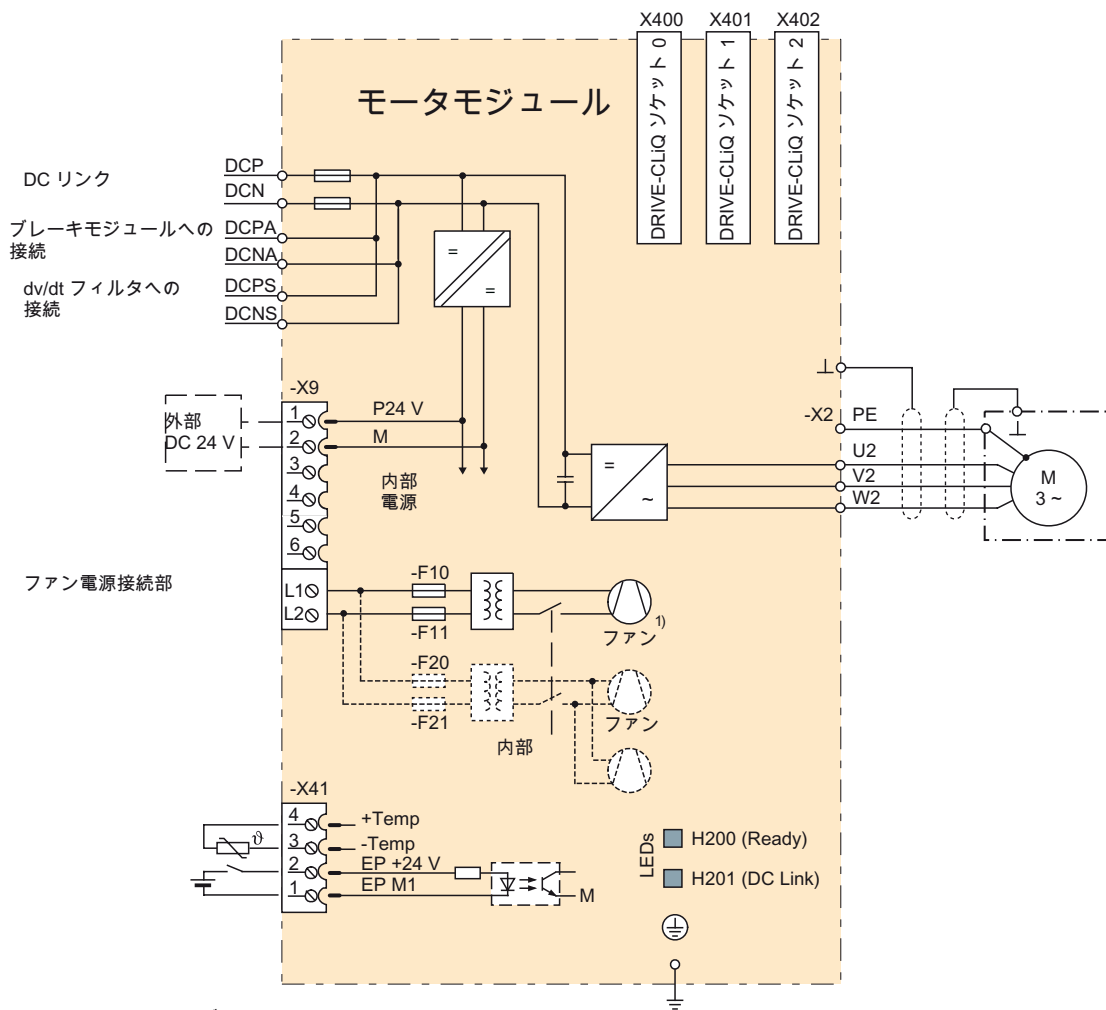 X400
X401
X402
DRIVE-CLiQ ソケット 0
DRIVE-CLiQ ソケット 1
DRIVE-CLiQ ソケット 2
モータモジュール
DC リンク
DCP
DCN
ブレーキモジュールへの
接続
DCPA
DCNA
dv/dt フィルタへの
接続
DCPS
DCNS
=
=
-X9
外部
DC 24 V
1
2
3
4
5
6
P24 V
M
内部
電源
=
~
-X2
PE
U2
V2
W2
M
3 ~
ファン電源接続部
L1
L2
-F10
-F11
ファン 1)
-F20
-F21
ファン
内部
-X41
4
3
2
1
ϑ
+Temp
-Temp
EP +24 V
EP M1
M
LEDs
H200 (Ready)
H201 (DC Link)